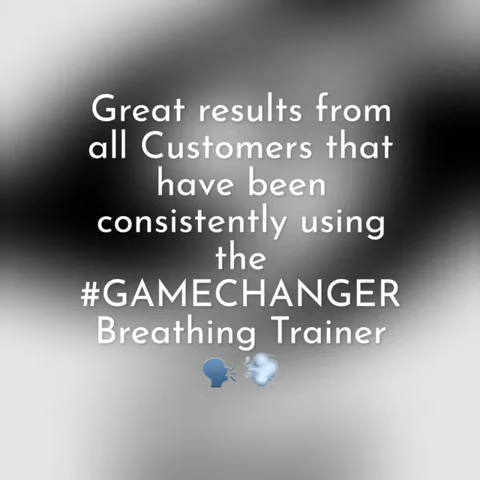 Great results from
all Customers that
have been
consistently using
the
#GAMECHANGER
Breathing Trainer
🗣️ 💨